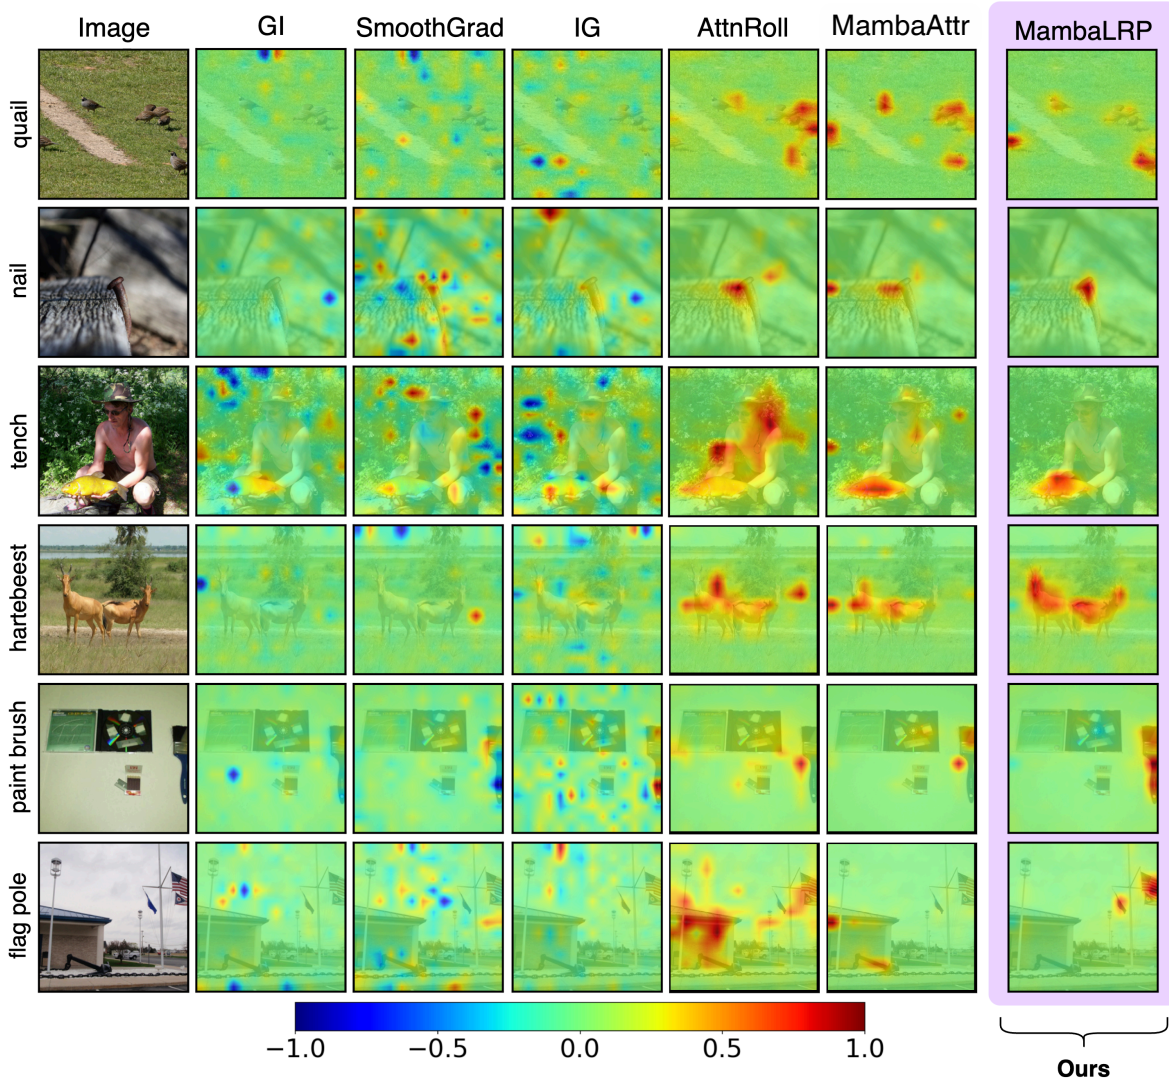 Image GI SmoothGrad IG AttnRoll MambaAttr MambaLRP
quail
nail
tench
hartebeest
paint brush
flag pole
−1.0 −0.5 0.0 0.5 1.0
Ours